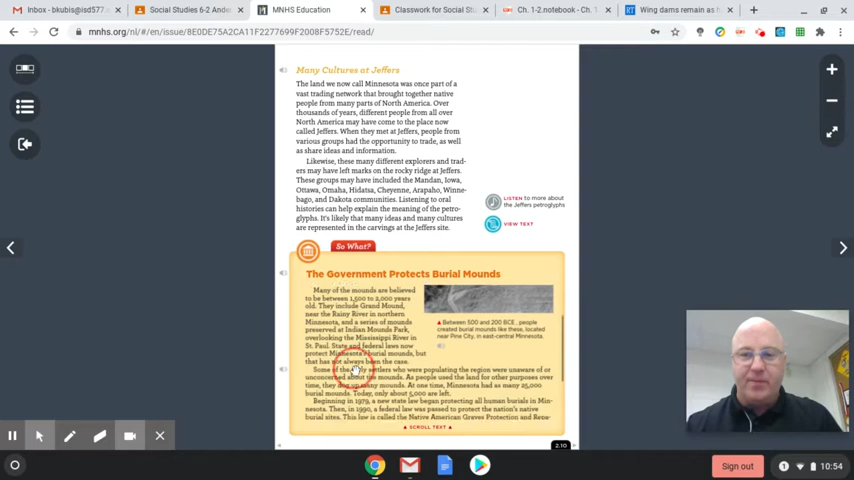 Inbox - bkubis@isd577.
Social Studies 6-2 And
MNHS Education
Classwork for Social St
Ch. 1-2.notebook - Ch. 1
Wing dams remain as h
mnhs.org/nl/#/en/issue/8E0DE75A2CA11F2277699F2008F5752E/read/
Many Cultures at Jeffers
The land we now call Minnesota was once part of a
vast trading network that brought together native
people from many parts of North America. Over
thousands of years, different people from all over
North America may have come to the place now
called Jeffers. When they met at Jeffers, people from
various groups had the opportunity to trade, as well
as share ideas and information.
Likewise, these many different explorers and trad-
ers may have left marks on the rocky ridge at Jeffers.
These groups may have included the Mandan, Iowa,
Ottawa, Omaha, Hidatsa, Cheyenne, Arapaho, Winne-
bago, and Dakota communities. Listening to oral
histories can help explain the meaning of the petro-
glyphs. It's likely that many ideas and many cultures
are represented in the carvings at the Jeffers site.
LISTEN to more about
the Jeffers petroglyphs
VIEW TEXT
So What?
The Government Protects Burial Mounds
Many of the mounds are believed
to be between 1,500 to 2,000 years
old. They include Grand Mound,
near the Rainy River in northern
Minnesota, and a series of mounds
preserved at Indian Mounds Park,
overlooking the Mississippi River in
St. Paul. State and federal laws now
protect Minnesota's burial mounds, but
that has not always been the case.
Some of the early settlers who were populating the region were unaware of or
unconcerned about the mounds. As people used the land for other purposes over
time, they dug up many mounds. At one time, Minnesota had as many 25,000
burial mounds. Today, only about 5,000 are left.
Beginning in 1979, a new state law began protecting all human burials in Min-
nesota. Then, in 1990, a federal law was passed to protect the nation's native
burial sites. This law is called the Native American Graves Protection and Repa-
▲ Between 500 and 200 BCE, people
created burial mounds like these, located
near Pine City, in east-central Minnesota.
▲ SCROLL TEXT ▲
2.10
Sign out
1
10:54